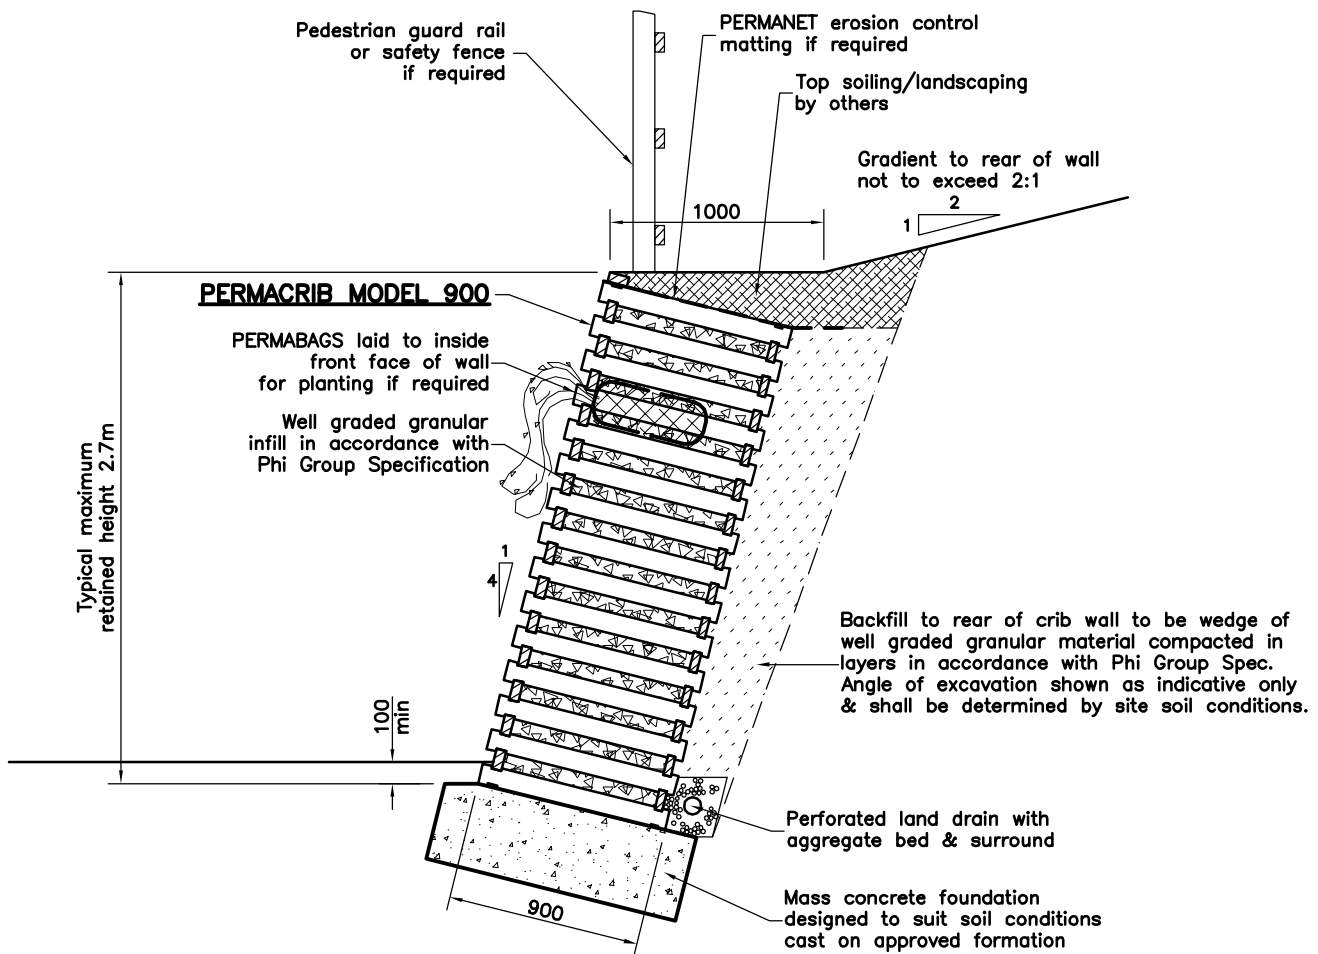 Pedestrian guard rail
or safety fence
if required
PERMANET erosion control
matting if required
Top soiling/landscaping
by others
Gradient to rear of wall
not to exceed 2:1
2
1
1000
PERMACRIB MODEL 900
PERMABAGS laid to inside
front face of wall
for planting if required
Well graded granular
infill in accordance with
Phi Group Specification
Typical maximum
retained height 2.7m
1
4
Backfill to rear of crib wall to be wedge of
well graded granular material compacted in
layers in accordance with Phi Group Spec.
Angle of excavation shown as indicative only
& shall be determined by site soil conditions.
100
min
Perforated land drain with
aggregate bed & surround
Mass concrete foundation
designed to suit soil conditions
cast on approved formation
900